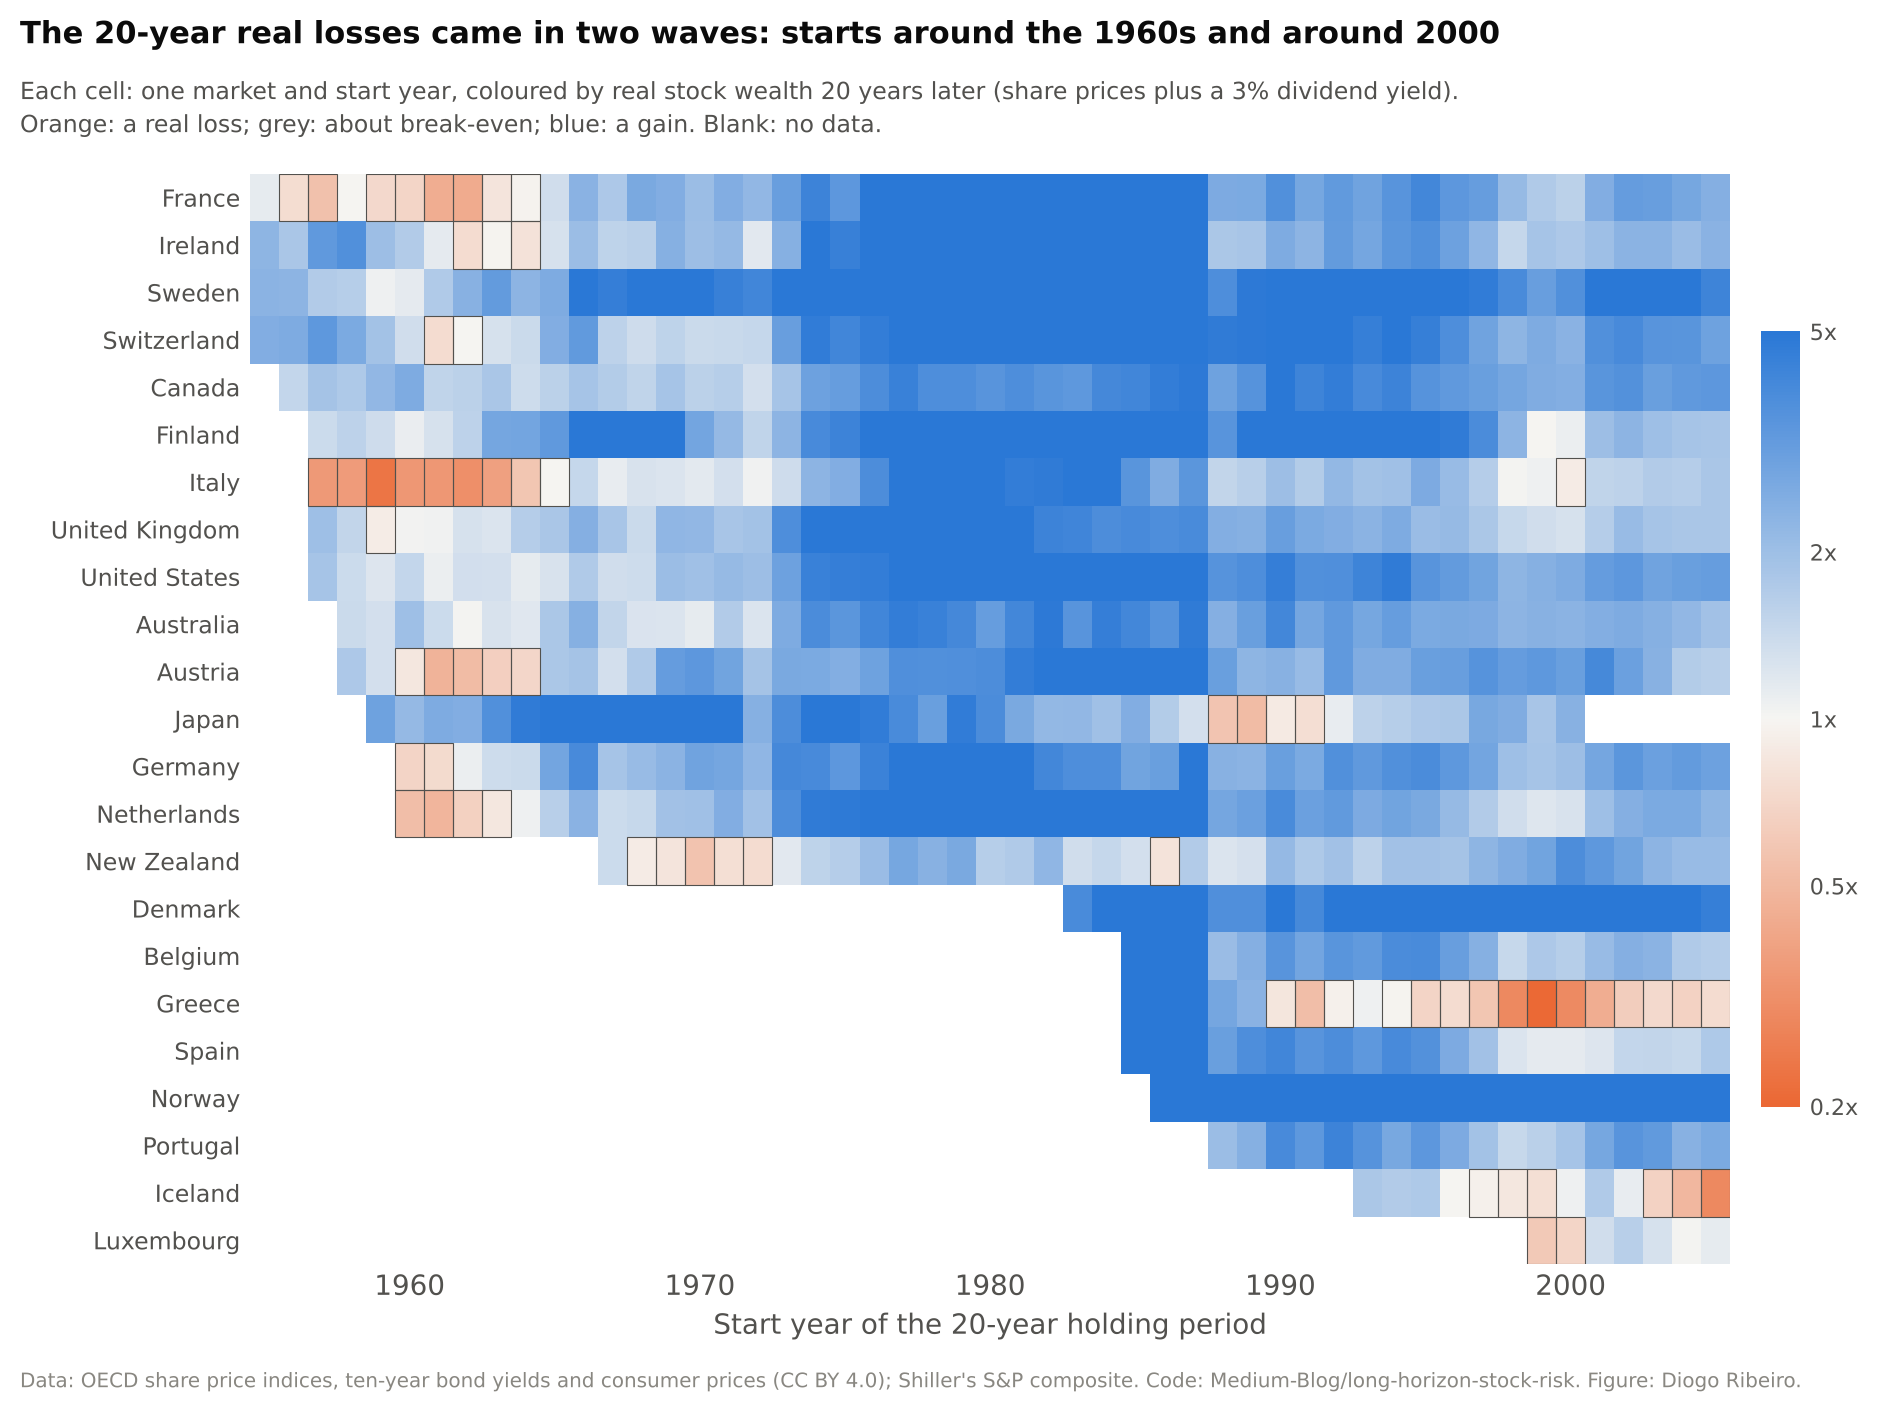 The 20-year real losses came in two waves: starts around the 1960s and around 2000
Each cell: one market and start year, coloured by real stock wealth 20 years later (share prices plus a 3% dividend yield).
Orange: a real loss; grey: about break-even; blue: a gain. Blank: no data.
France
Ireland
Sweden
Switzerland
Canada
Finland
Italy
United Kingdom
United States
Australia
Austria
Japan
Germany
Netherlands
New Zealand
Denmark
Belgium
Greece
Spain
Norway
Portugal
Iceland
Luxembourg
5x
2x
1x
0.5x
0.2x
1960 1970 1980 1990 2000
Start year of the 20-year holding period
Data: OECD share price indices, ten-year bond yields and consumer prices (CC BY 4.0); Shiller's S&P composite. Code: Medium-Blog/long-horizon-stock-risk. Figure: Diogo Ribeiro.